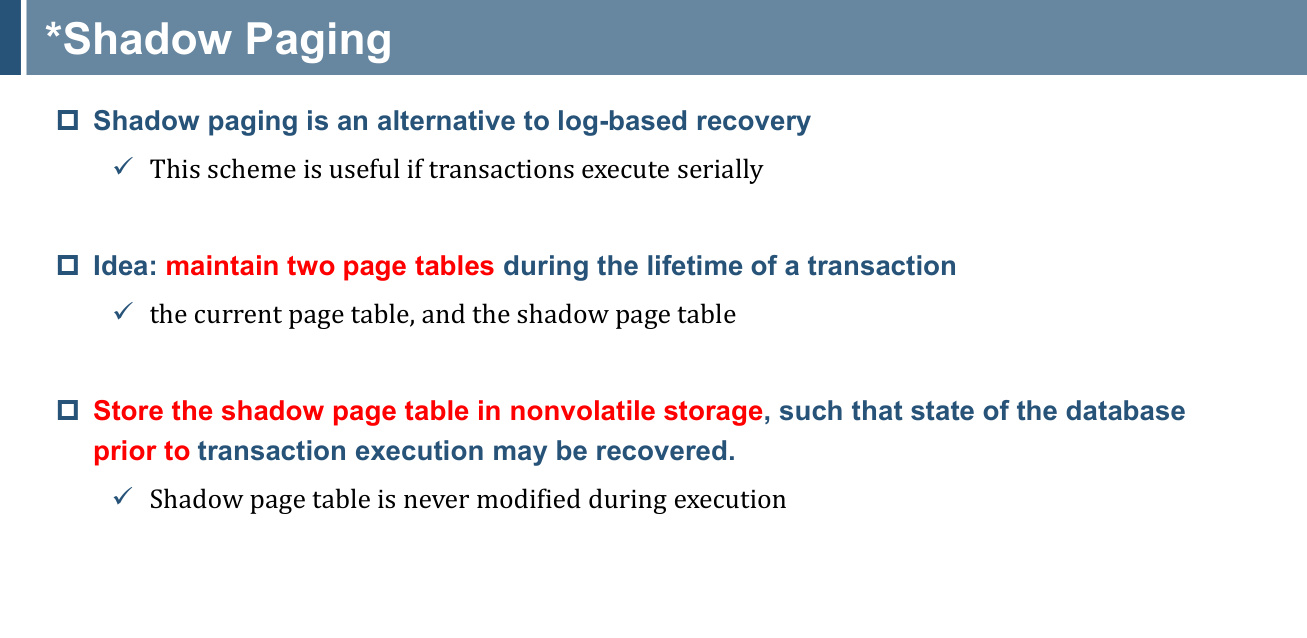 *Shadow Paging
Shadow paging is an alternative to log-based recovery
This scheme is useful if transactions execute serially
Idea: maintain two page tables during the lifetime of a transaction
the current page table, and the shadow page table
Store the shadow page table in nonvolatile storage, such that state of the database
prior to transaction execution may be recovered.
Shadow page table is never modified during execution